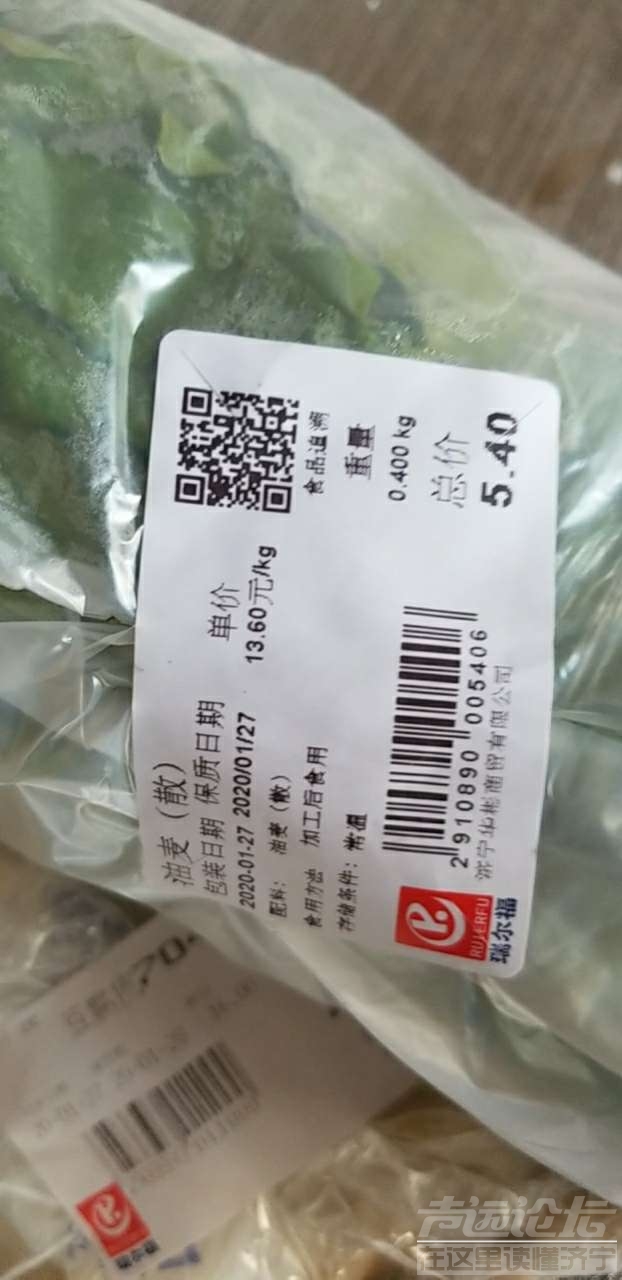 油麦（散）
包装日期 保质日期 单价
2020-01-27 2020/01/27 13.60元/kg
配料: 油麦（散）
食用方法 加工后食用
存储条件: 常温
食品追溯
重量
0.400 kg
总价
5.40
2 910890 005406
济宁华彬商贸有限公司
RUIERFU
瑞尔福
声远论坛
在这里读懂济宁